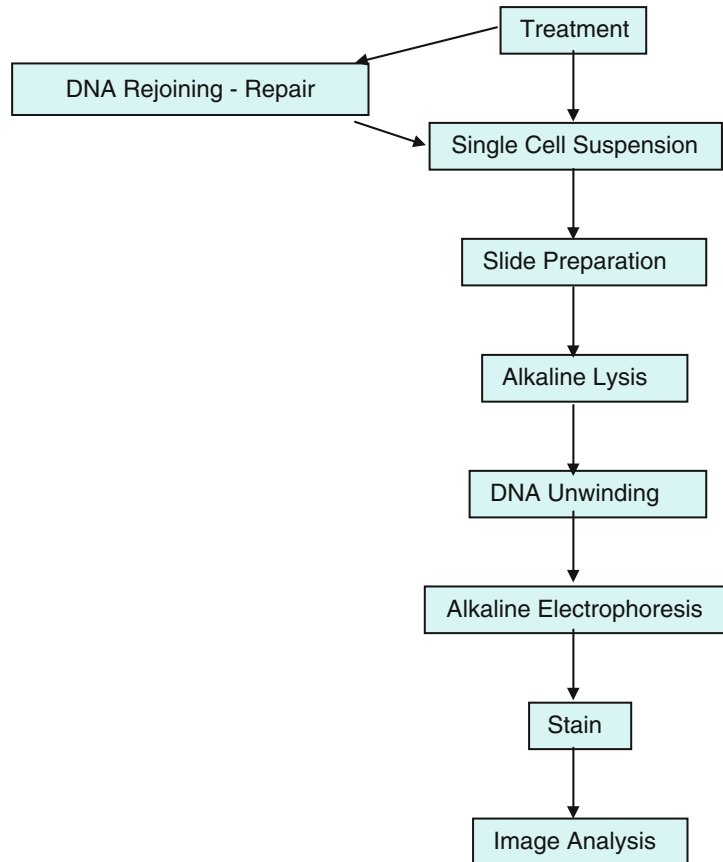 Treatment
DNA Rejoining - Repair
Single Cell Suspension
Slide Preparation
Alkaline Lysis
DNA Unwinding
Alkaline Electrophoresis
Stain
Image Analysis